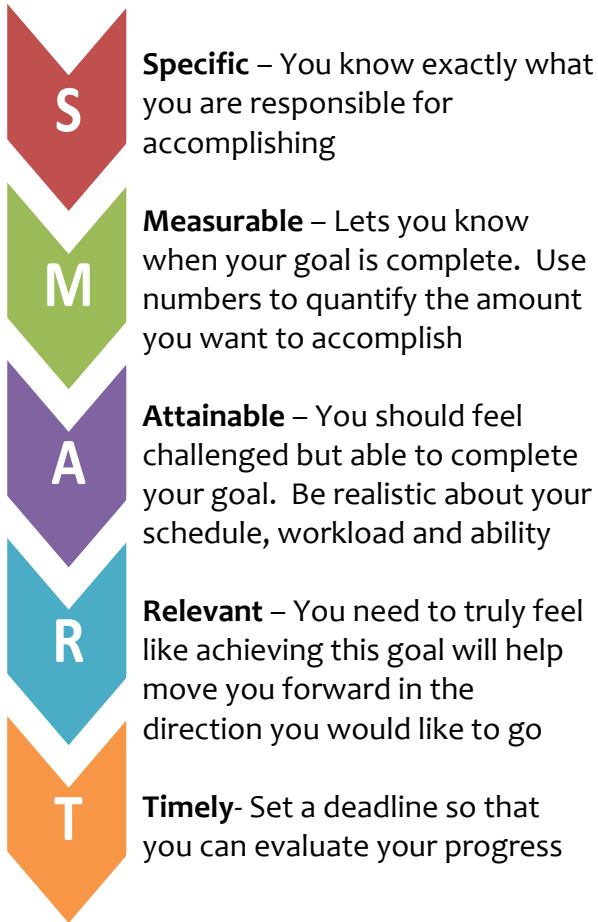 S
Specific – You know exactly what
you are responsible for
accomplishing
M
Measurable – Lets you know
when your goal is complete.  Use
numbers to quantify the amount
you want to accomplish
A
Attainable – You should feel
challenged but able to complete
your goal.  Be realistic about your
schedule, workload and ability
R
Relevant – You need to truly feel
like achieving this goal will help
move you forward in the
direction you would like to go
T
Timely- Set a deadline so that
you can evaluate your progress